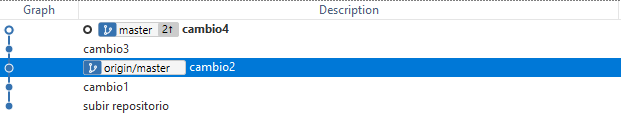 Graph Description
master 2↑ cambio4
cambio3
origin/master cambio2
cambio1
subir repositorio